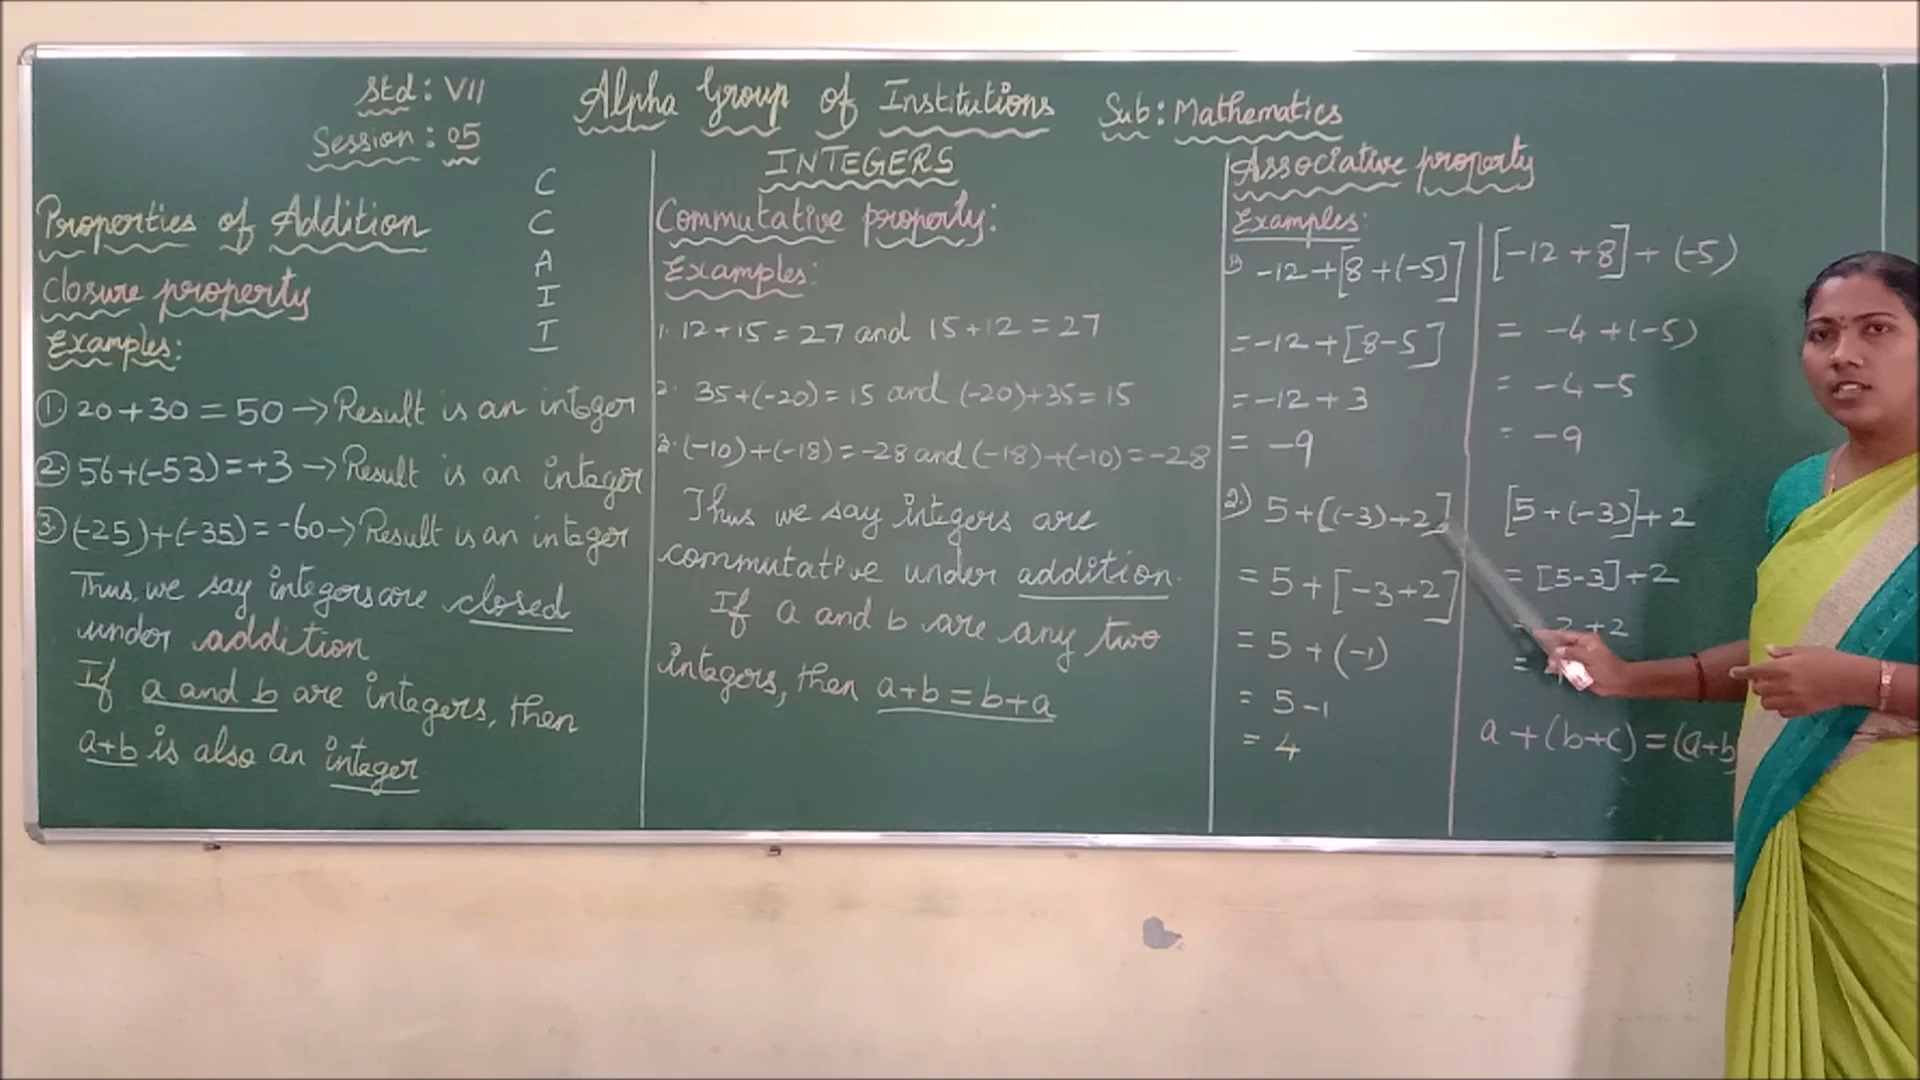 Std: VII
Session: 05
Alpha Group of Institutions
Sub: Mathematics
INTEGERS
C
C
A
I
I
Properties of Addition
Closure property
Examples:
1. 20+30 = 50 → Result is an integer
2. 56+(-53)=+3 → Result is an integer
3. (-25)+(-35)= -60 → Result is an integer
Thus, we say integers are closed
under addition
If a and b are integers, then
a+b is also an integer
Commutative property:
Examples:
1. 12+15=27 and 15+12=27
2. 35+(-20)=15 and (-20)+35=15
3. (-10)+(-18)=-28 and (-18)+(-10)=-28
Thus we say integers are
commutative under addition.
If a and b are any two
integers, then a+b=b+a
Associative property
Examples:
1) -12+[8+(-5)]
=-12+[8-5]
=-12+3
= -9
2) 5+[(-3)+2]
= 5+[-3+2]
= 5+(-1)
= 5-1
= 4
[-12+8]+(-5)
= -4+(-5)
= -4-5
= -9
[5+(-3)]+2
= [5-3]+2
= 2+2
=
a+(b+c)=(a+b